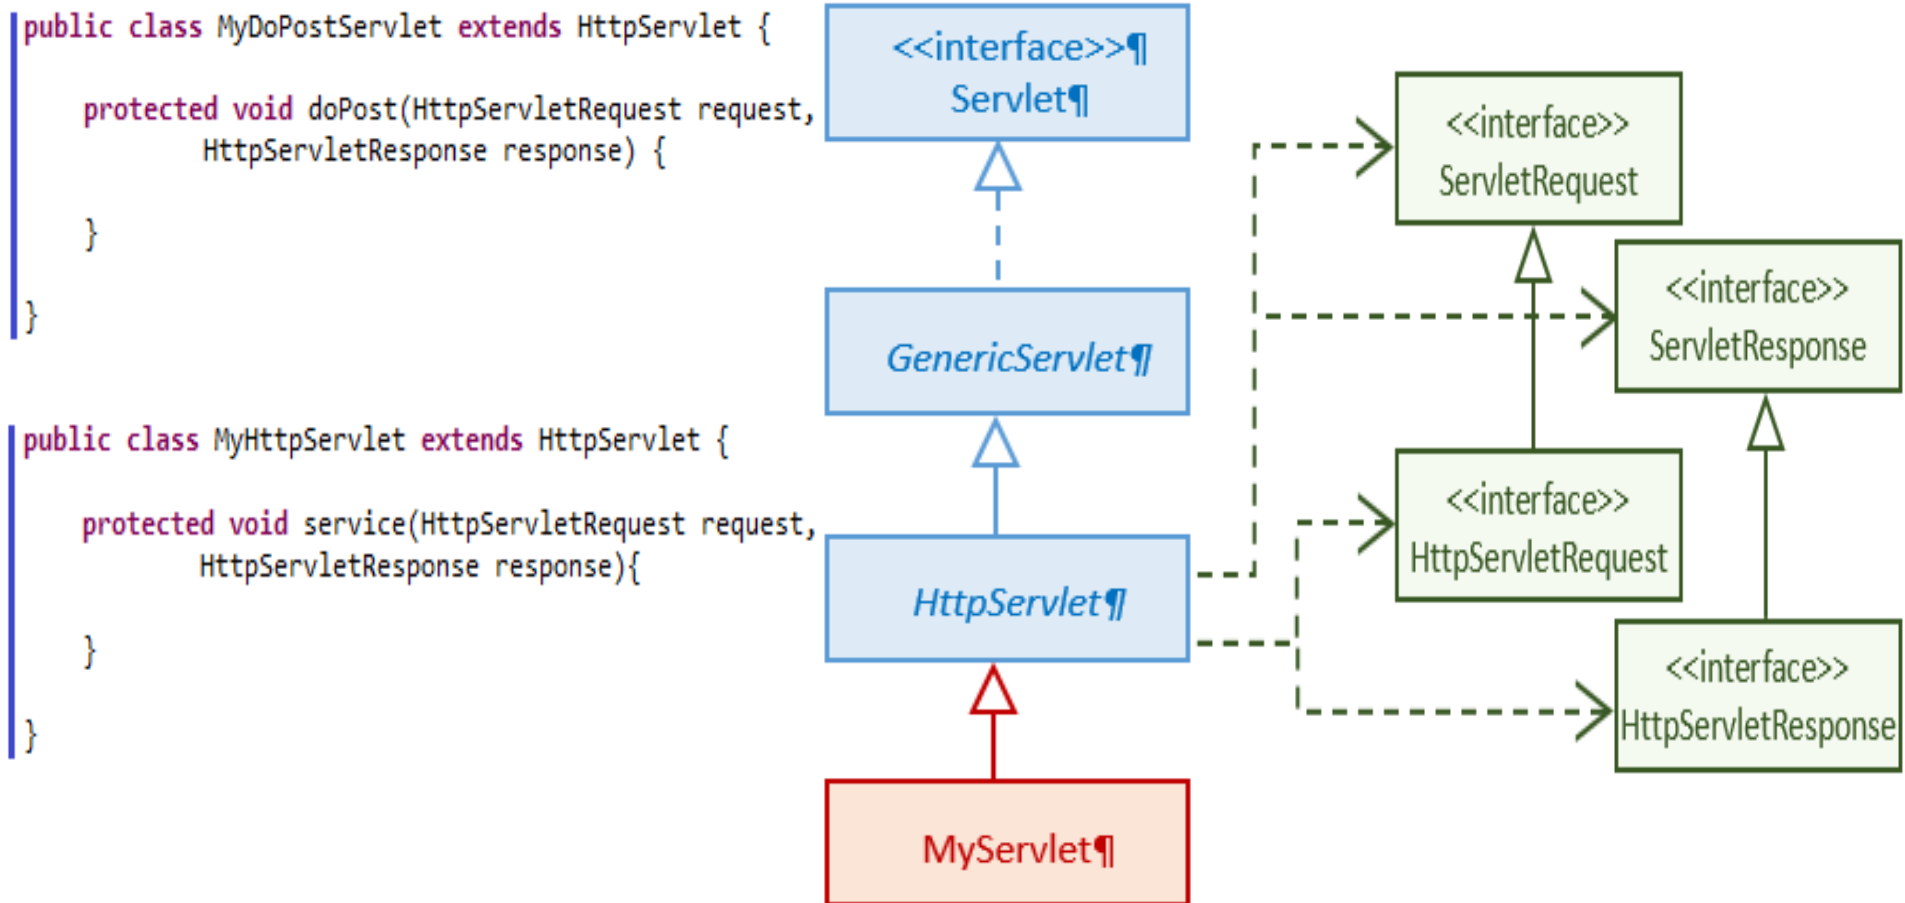 public class MyDoPostServlet extends HttpServlet {
protected void doPost(HttpServletRequest request,
HttpServletResponse response) {
}
}
public class MyHttpServlet extends HttpServlet {
protected void service(HttpServletRequest request,
HttpServletResponse response){
}
}
<<interface>>¶
Servlet¶
GenericServlet¶
HttpServlet¶
MyServlet¶
<<interface>>
ServletRequest
<<interface>>
ServletResponse
<<interface>>
HttpServletRequest
<<interface>>
HttpServletResponse